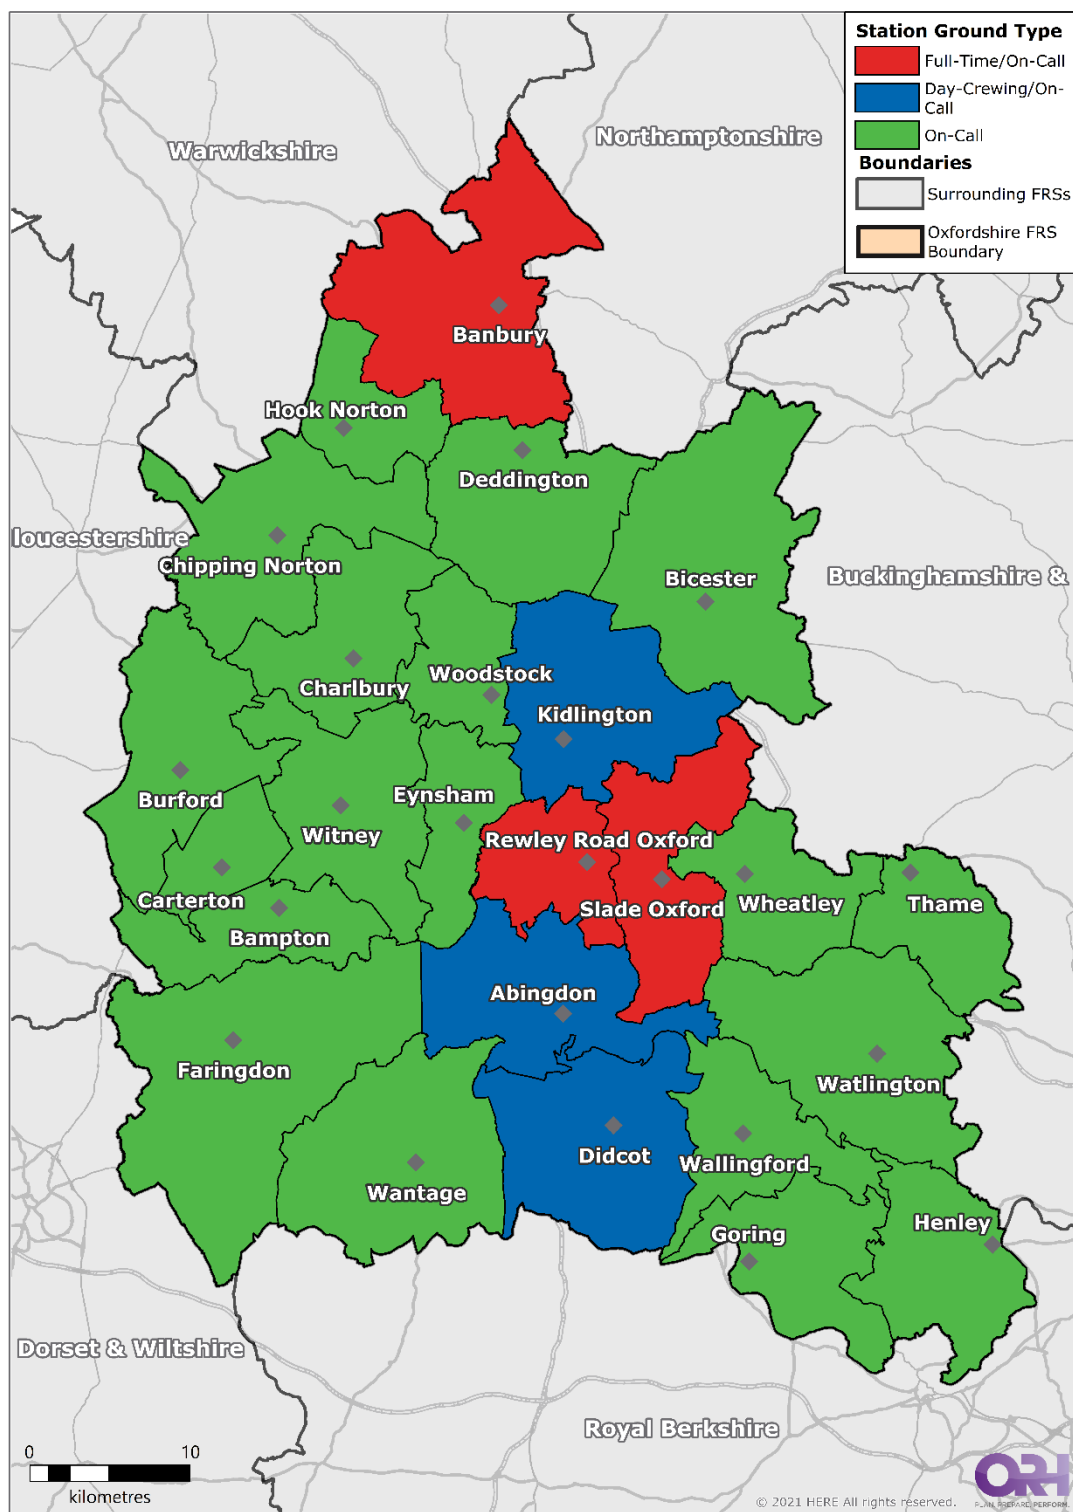 Station Ground Type
Full-Time/On-Call
Day-Crewing/On-
Call
On-Call
Boundaries
Surrounding FRSs
Oxfordshire FRS
Boundary
Warwickshire
Northamptonshire
Banbury
Hook Norton
Deddington
loucestershire
Chipping Norton
Bicester
Buckinghamshire &
Charlbury
Woodstock
Kidlington
Burford
Witney
Eynsham
Rewley Road Oxford
Carterton
Bampton
Slade Oxford
Wheatley
Thame
Abingdon
Faringdon
Watlington
Didcot
Wallingford
Wantage
Goring
Henley
Dorset & Wiltshire
Royal Berkshire
0 10
kilometres
ORH
PLAN. PREPARE. PERFORM.
© 2021 HERE All rights reserved.